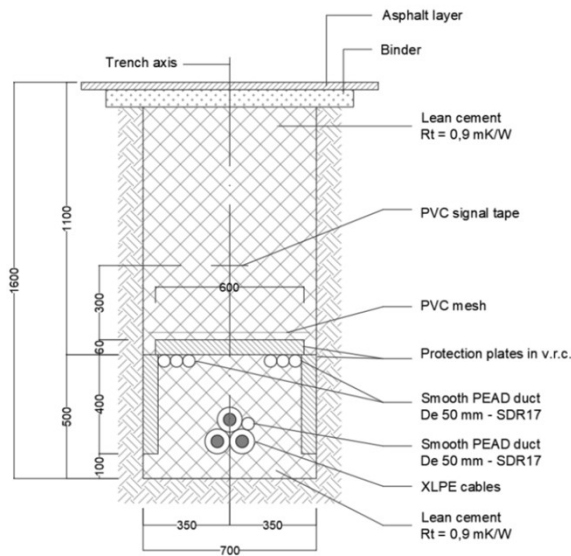 Asphalt layer
Trench axis
Binder
Lean cement
Rt = 0,9 mK/W
PVC signal tape
1100
1600
300
600
PVC mesh
60
Protection plates in v.r.c.
500
400
Smooth PEAD duct
De 50 mm - SDR17
Smooth PEAD duct
De 50 mm - SDR17
100
XLPE cables
Lean cement
Rt = 0,9 mK/W
350
350
700